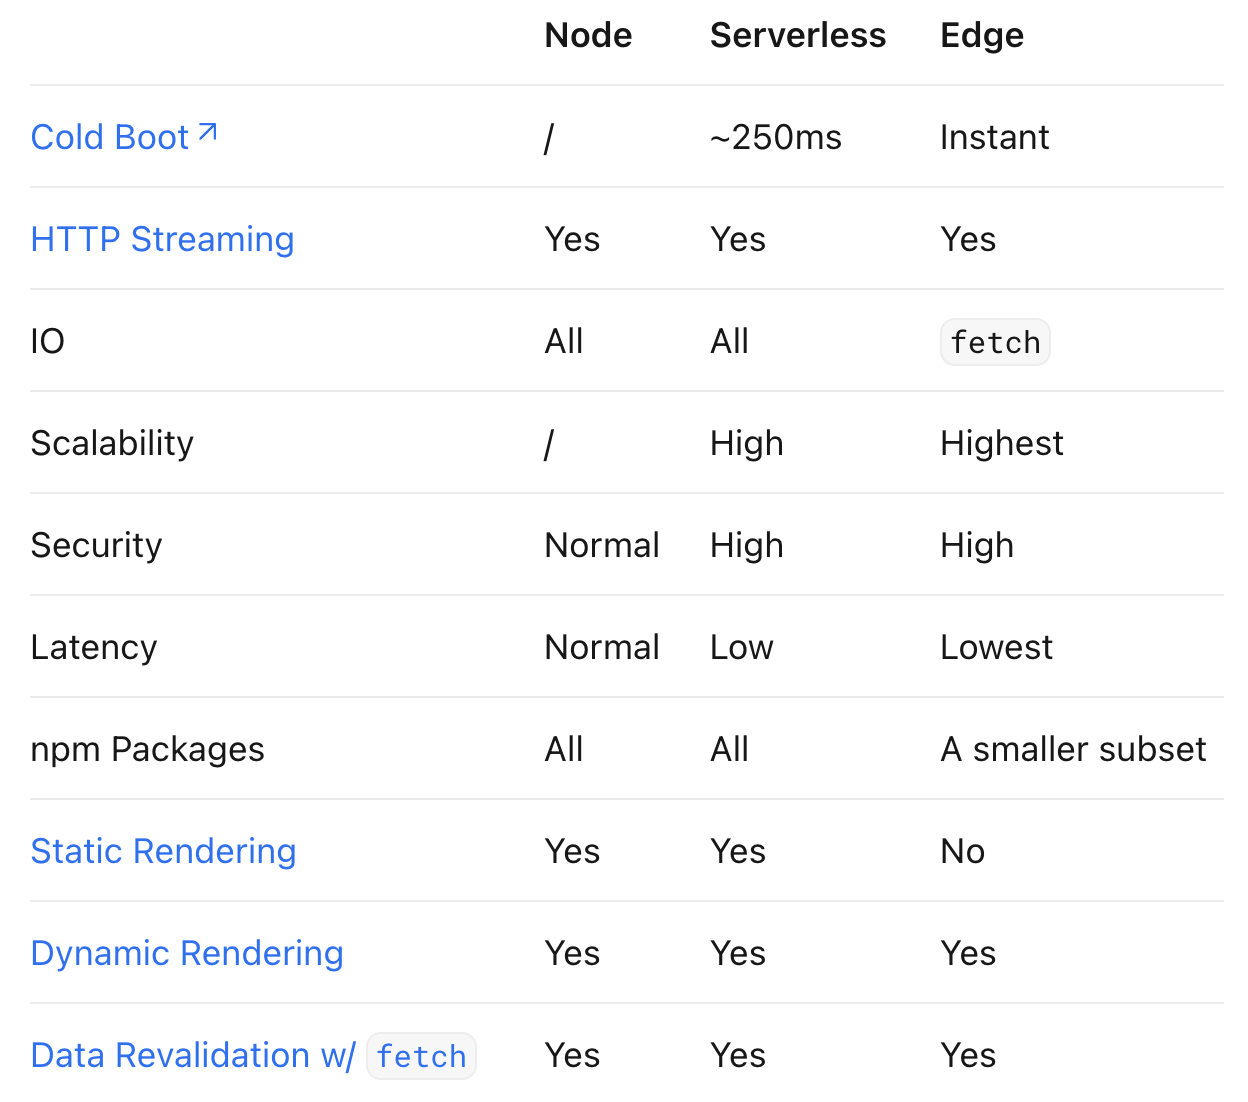 Node Serverless Edge
Cold Boot ↗ / ~250ms Instant
HTTP Streaming Yes Yes Yes
IO All All fetch
Scalability / High Highest
Security Normal High High
Latency Normal Low Lowest
npm Packages All All A smaller subset
Static Rendering Yes Yes No
Dynamic Rendering Yes Yes Yes
Data Revalidation w/ fetch Yes Yes Yes